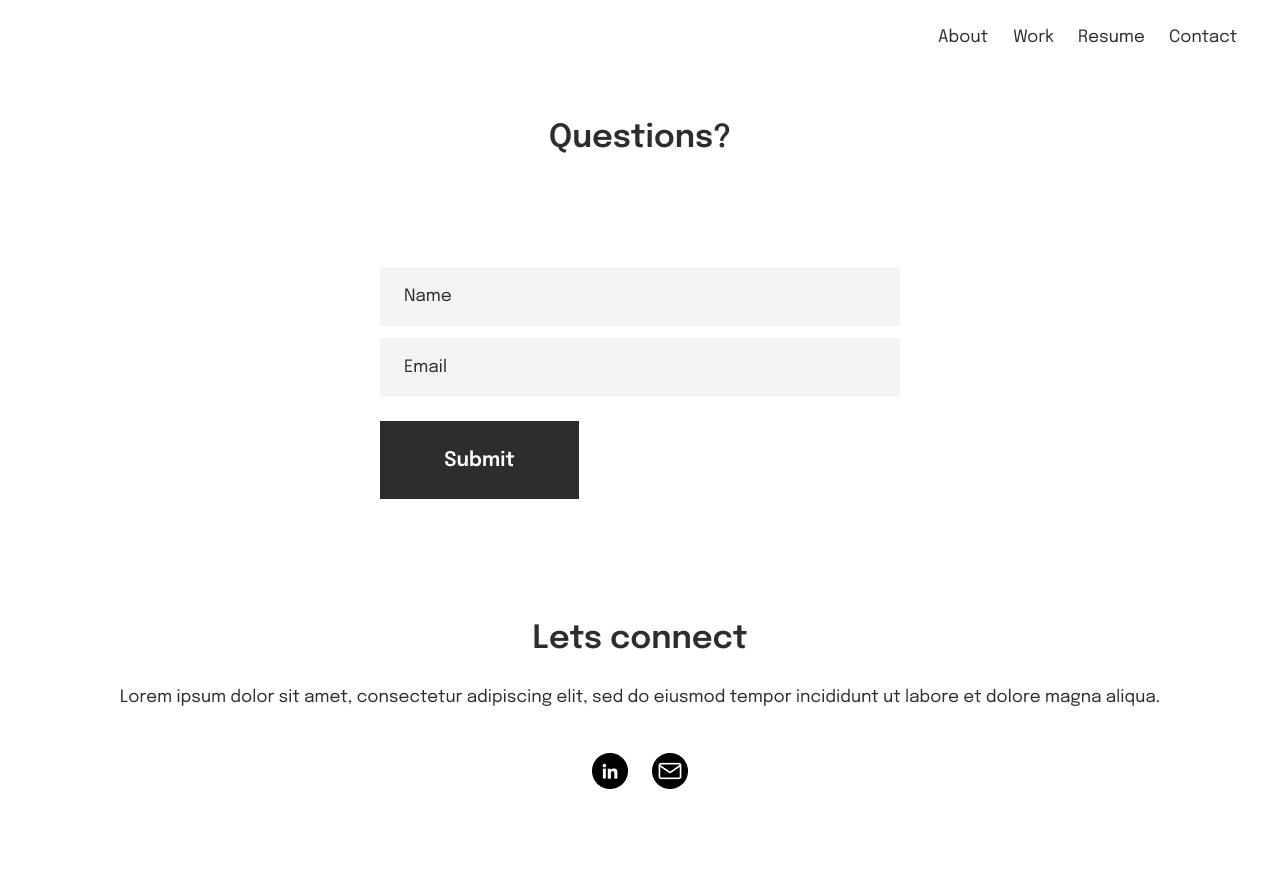 About Work Resume Contact
Questions?
Name
Email
Submit
Lets connect
Lorem ipsum dolor sit amet, consectetur adipiscing elit, sed do eiusmod tempor incididunt ut labore et dolore magna aliqua.
in